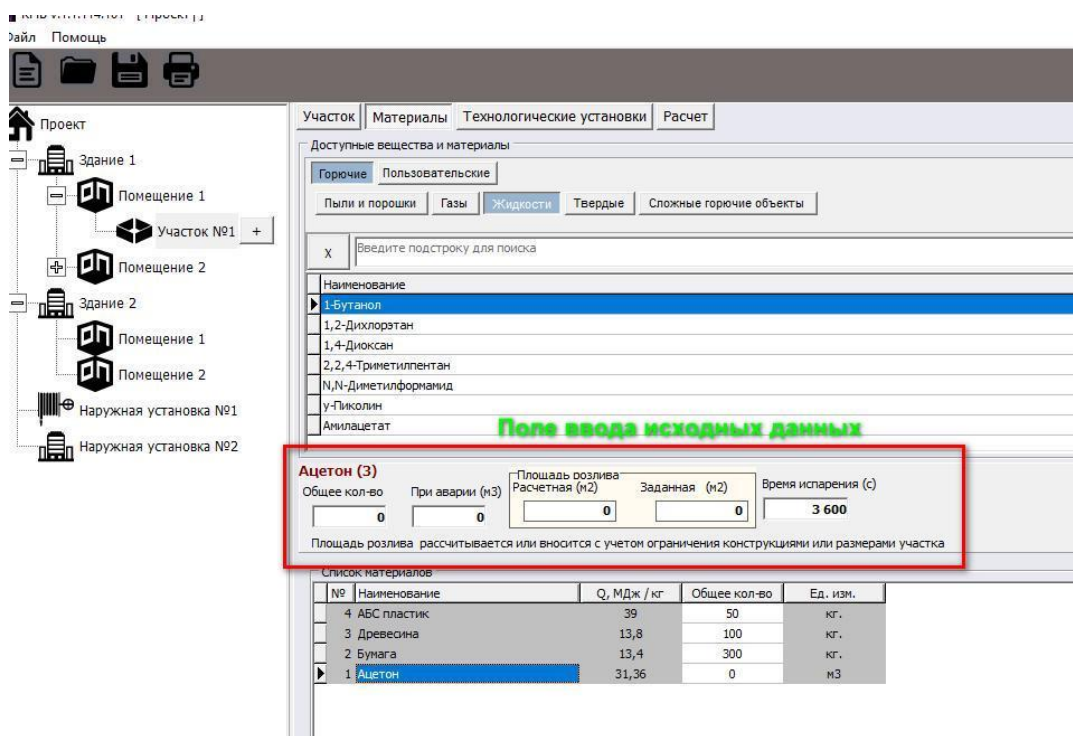 Файл Помощь
Проект
Здание 1
Помещение 1
Участок №1 +
Помещение 2
Здание 2
Помещение 1
Помещение 2
Наружная установка №1
Наружная установка №2
Участок Материалы Технологические установки Расчет
Доступные вещества и материалы
Горючие Пользовательские
Пыли и порошки Газы Жидкости Твердые Сложные горючие объекты
X Введите подстроку для поиска
Наименование
1-Бутанол
1,2-Дихлорэтан
1,4-Диоксан
2,2,4-Триметилпентан
N,N-Диметилформамид
y-Пиколин
Амилацетат
Поле ввода исходных данных
Ацетон (3)
Общее кол-во При аварии (м3) Площадь розлива Расчетная (м2) Заданная (м2) Время испарения (с)
0 0 0 0 3 600
Площадь розлива рассчитывается или вносится с учетом ограничения конструкциями или размерами участка
Список материалов
№ Наименование Q, МДж / кг Общее кол-во Ед. изм.
4 АБС пластик 39 50 кг.
3 Древесина 13,8 100 кг.
2 Бумага 13,4 300 кг.
1 Ацетон 31,36 0 м3